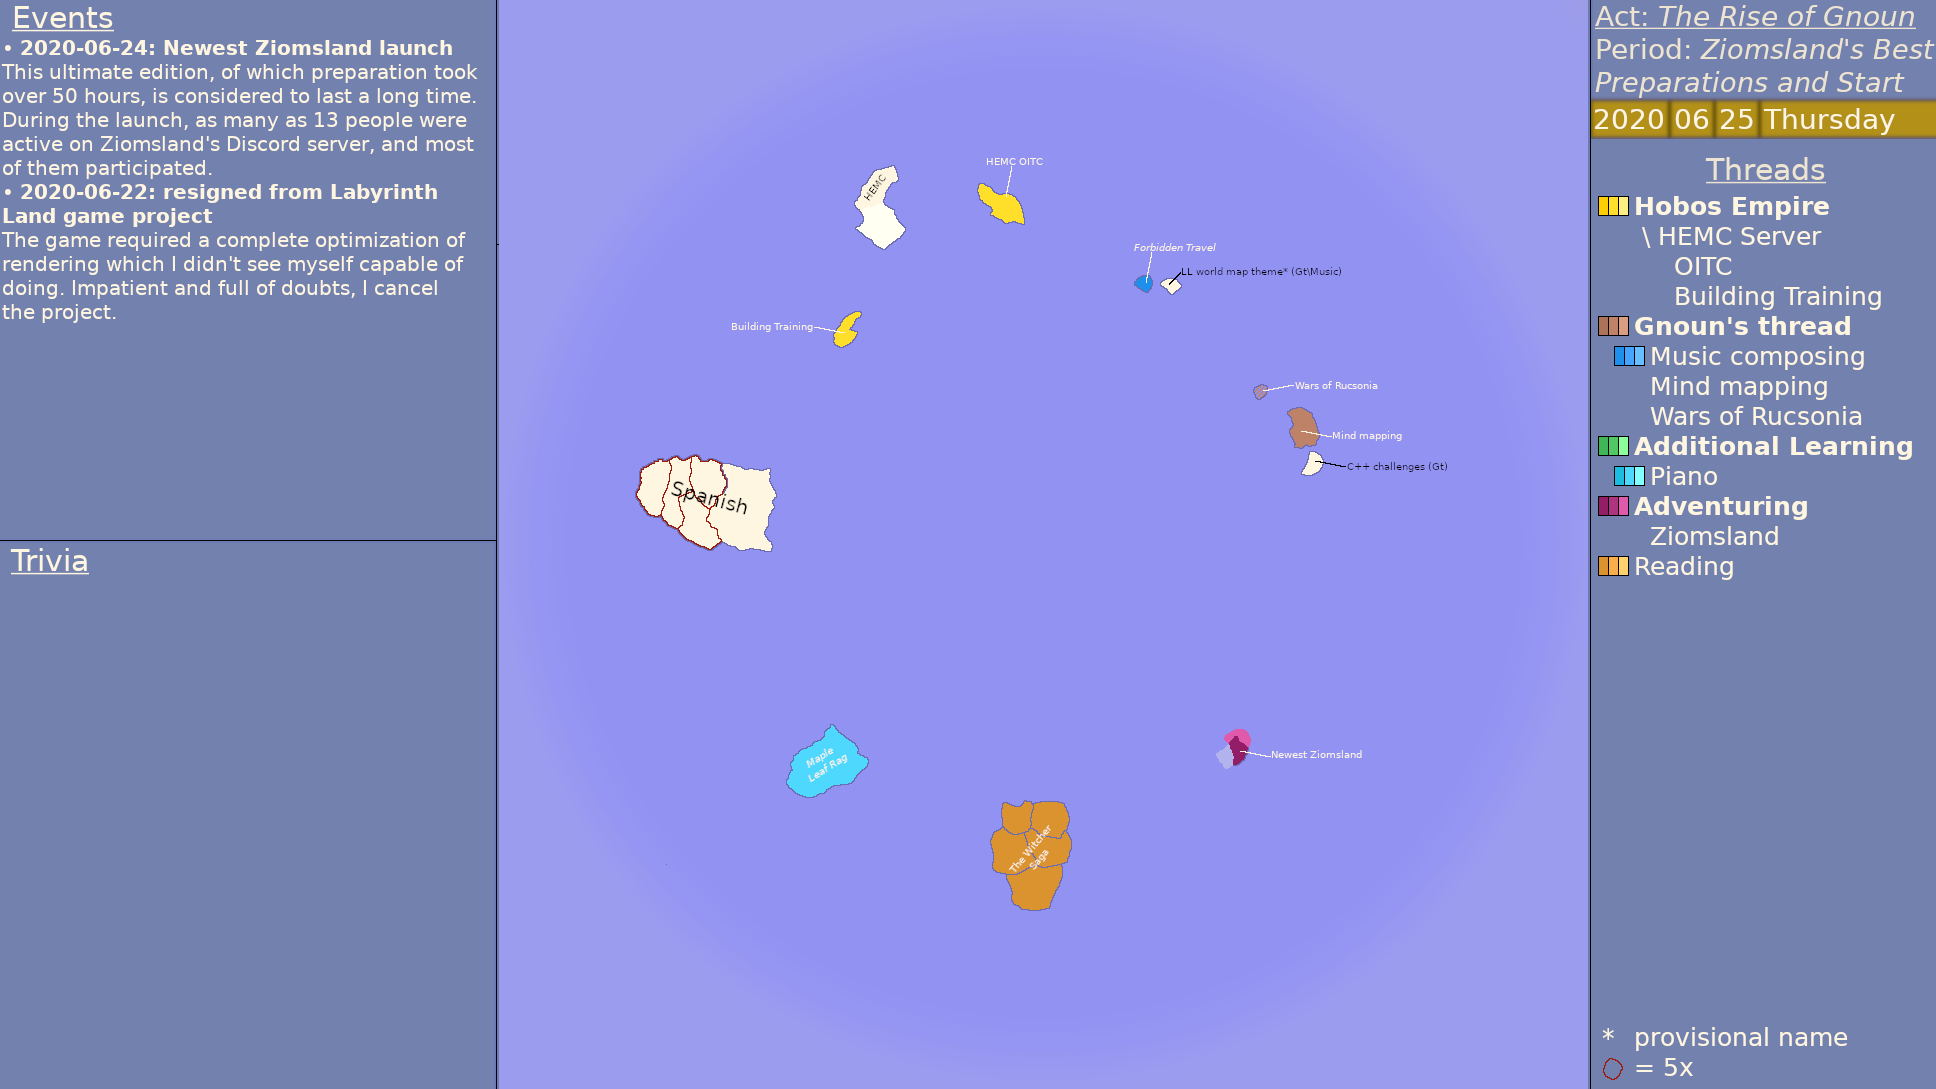 Events
• 2020-06-24: Newest Ziomsland launch
This ultimate edition, of which preparation took
over 50 hours, is considered to last a long time.
During the launch, as many as 13 people were
active on Ziomsland's Discord server, and most
of them participated.
• 2020-06-22: resigned from Labyrinth
Land game project
The game required a complete optimization of
rendering which I didn't see myself capable of
doing. Impatient and full of doubts, I cancel
the project.
Trivia
HEMC
HEMC OITC
Forbidden Travel
LL world map theme* (Gt\Music)
Building Training
Wars of Rucsonia
Mind mapping
C++ challenges (Gt)
Spanish
Maple
Leaf Rag
Newest Ziomsland
The Witcher
Saga
Act: The Rise of Gnoun
Period: Ziomsland's Best
Preparations and Start
2020 06 25 Thursday
Threads
Hobos Empire
\ HEMC Server
OITC
Building Training
Gnoun's thread
Music composing
Mind mapping
Wars of Rucsonia
Additional Learning
Piano
Adventuring
Ziomsland
Reading
* provisional name
= 5x